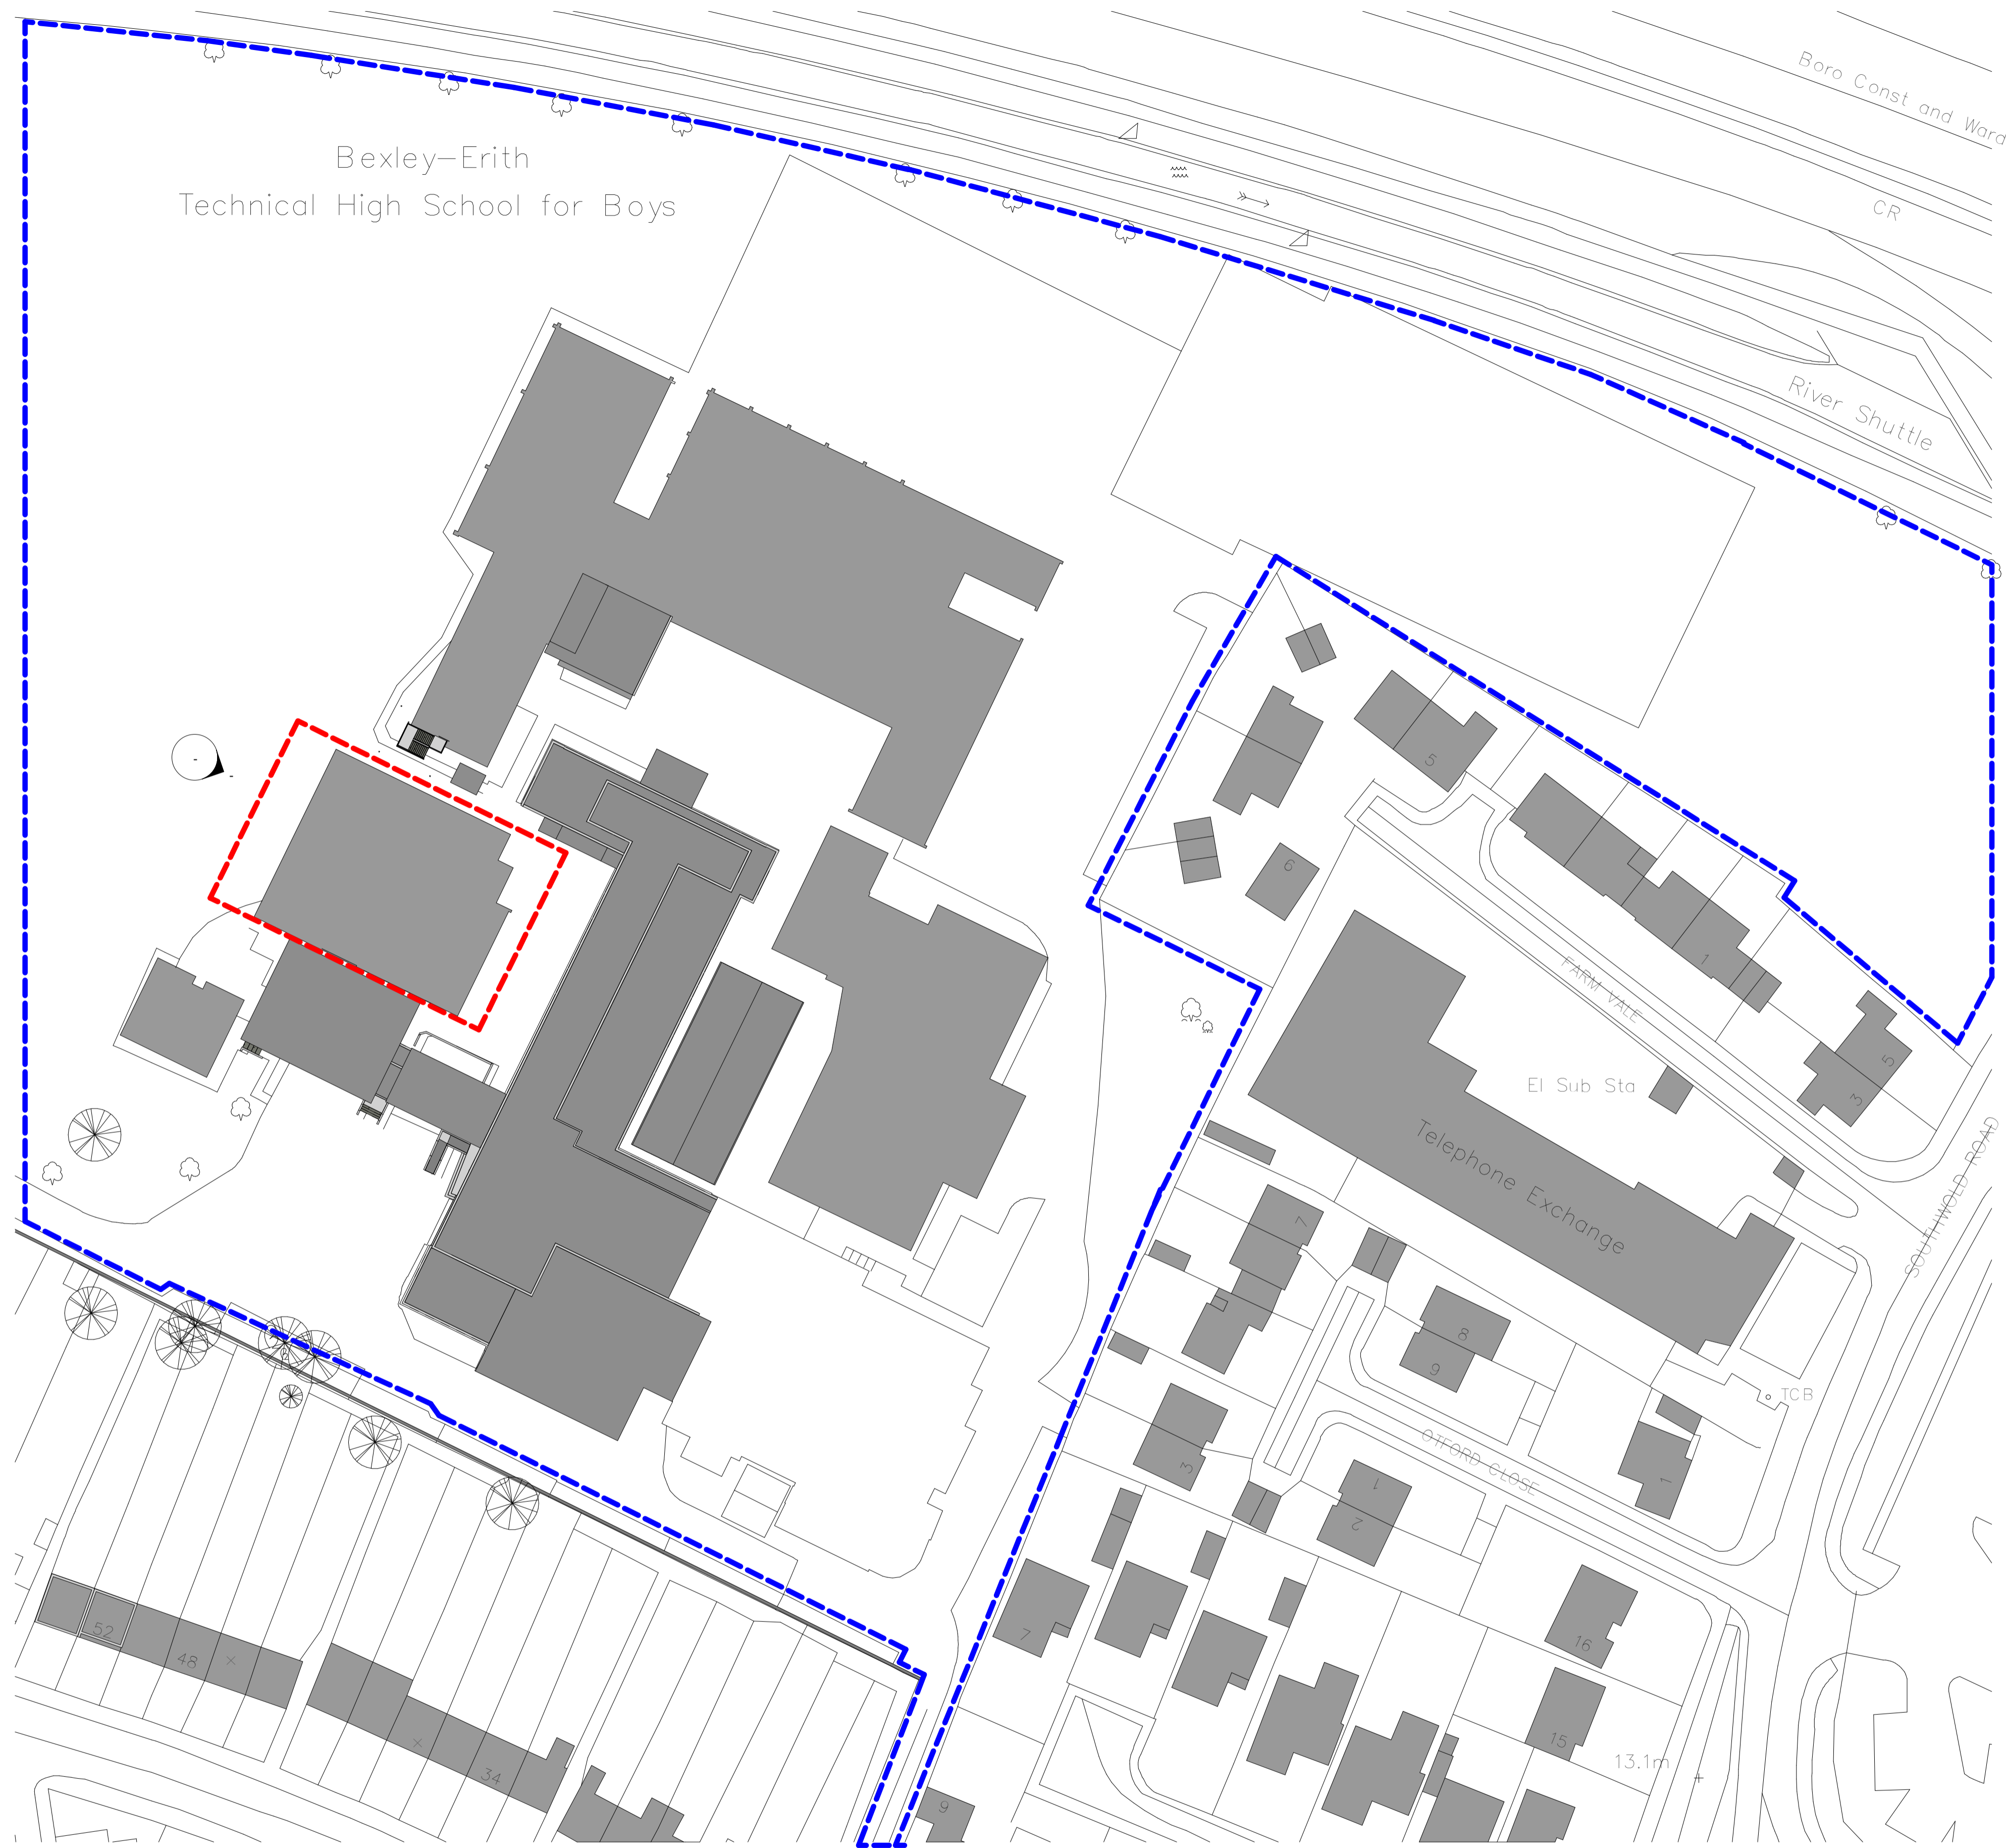 Boro Const and Ward
Bexley-Erith
Technical High School for Boys
CR
River Shuttle
5
6
1
FARM VALE
5
3
El Sub Sta
Telephone Exchange
SOUTHWOLD ROAD
7
8
9
TCB
3
OTFORD CLOSE
1
1
2
7
16
52
48
15
13.1m
34
9